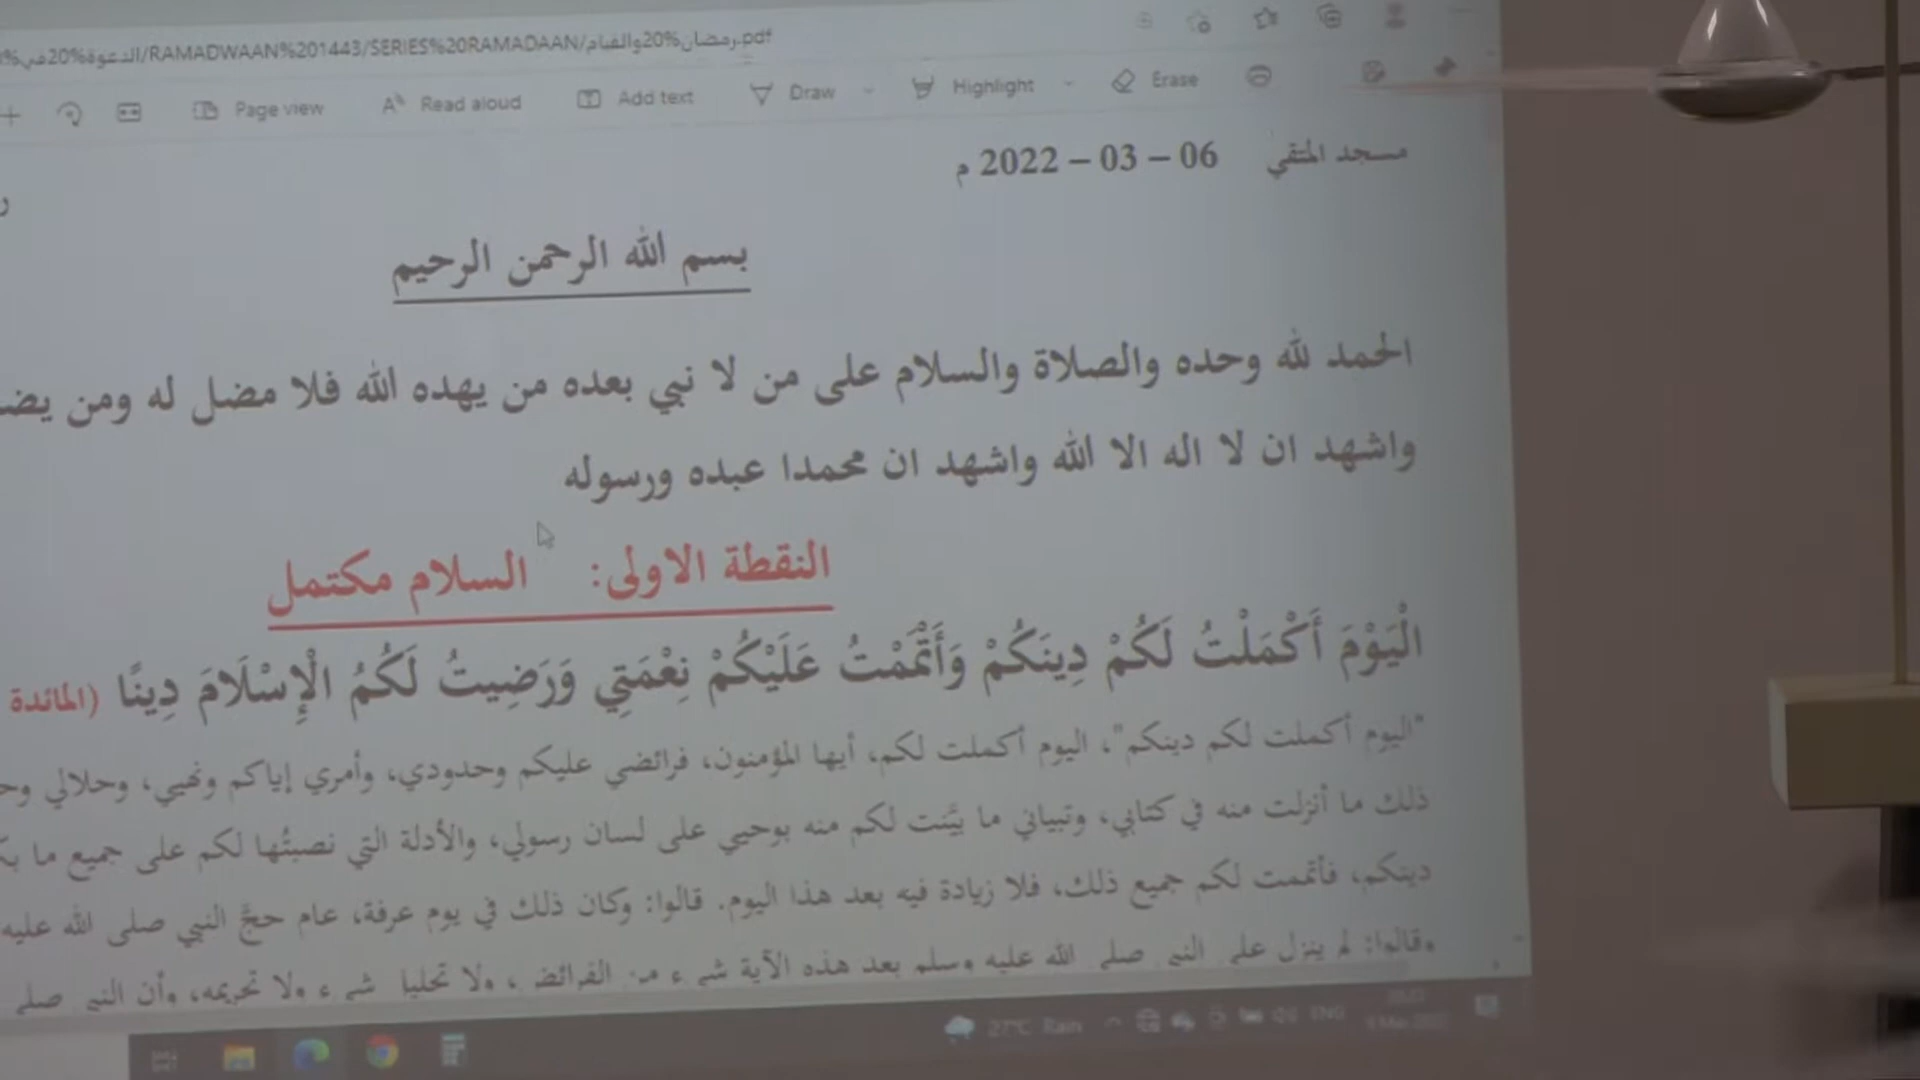 /RAMADWAAN%201443/SERIES%20RAMADAAN/رمضان%20والقيام.pdf
Page view Read aloud Add text Draw Highlight Erase
مسجد المتقي 06 – 03 – 2022 م
بسم الله الرحمن الرحيم
الحمد لله وحده والصلاة والسلام على من لا نبي بعده من يهده الله فلا مضل له ومن
واشهد ان لا اله الا الله واشهد ان محمدا عبده ورسوله
النقطة الاولى: السلام مكتمل
الْيَوْمَ أَكْمَلْتُ لَكُمْ دِينَكُمْ وَأَتْمَمْتُ عَلَيْكُمْ نِعْمَتِي وَرَضِيتُ لَكُمُ الْإِسْلَامَ دِينًا (المائدة
"اليوم أكملت لكم دينكم"، اليوم أكملت لكم، أيها المؤمنون، فرائضي عليكم وحدودي، وأمري إياكم ونهيي، وحلالي
ذلك ما أنزلت منه في كتابي، وتبياني ما بيَّنت لكم منه بوحيي على لسان رسولي، والأدلة التي نصبتُها لكم على جميع ما
دينكم، فأتممت لكم جميع ذلك، فلا زيادة فيه بعد هذا اليوم. قالوا: وكان ذلك في يوم عرفة، عام حجَّ النبي صلى الله عليه
وقالوا: لم ينزل على النبي صلى الله عليه وسلم بعد هذه الآية شيء من الفرائض، ولا تحليل شيء ولا تحريمه، وأن النبي صلى
27°C Rain ENG